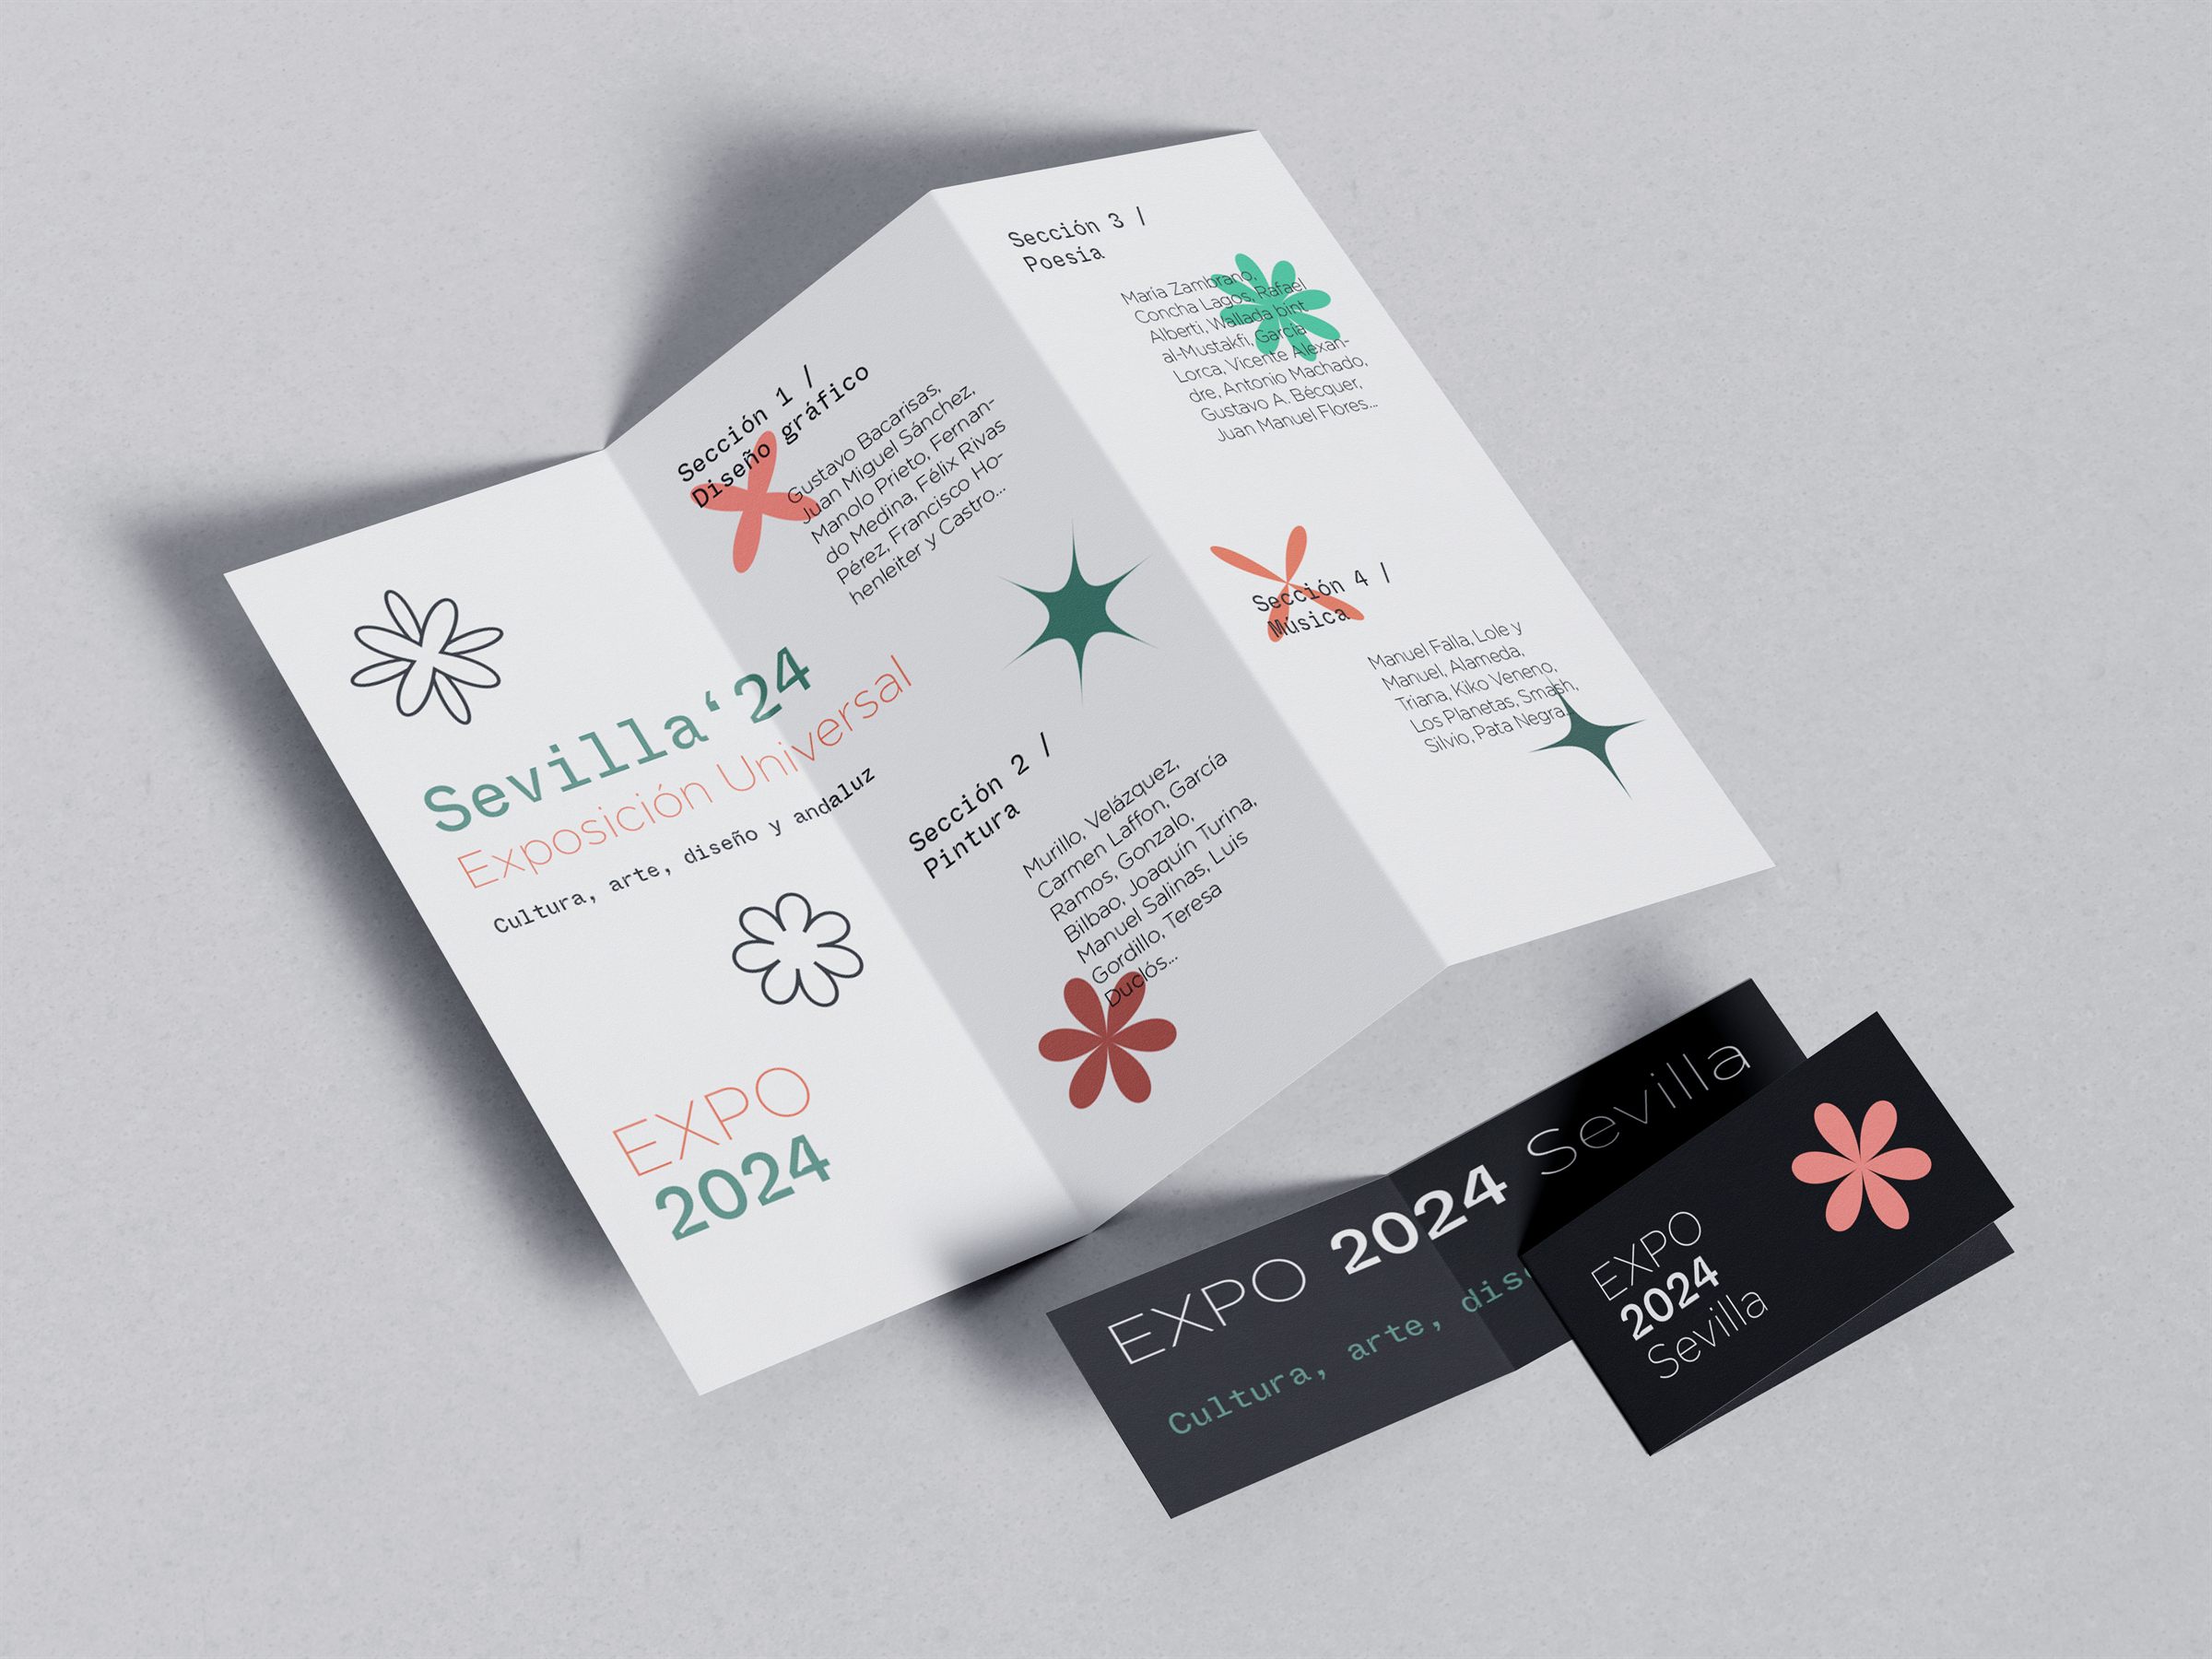 Sevilla‘24
Exposición Universal
Cultura, arte, diseño y andaluz
EXPO
2024
Sección 1 /
Diseño gráfico
Gustavo Bacarisas,
Juan Miguel Sánchez,
Manolo Prieto, Fernan-
do Medina, Félix Rivas
Pérez, Francisco Ho-
henleiter y Castro...
Sección 2 /
Pintura
Murillo, Velázquez,
Carmen Laffon, García
Ramos, Gonzalo,
Bilbao, Joaquín Turina,
Manuel Salinas, Luis
Gordillo, Teresa
Duclós...
Sección 3 /
Poesía
María Zambrano,
Concha Lagos, Rafael
Alberti, Wallada bint
al-Mustakfi, García
Lorca, Vicente Alexan-
dre, Antonio Machado,
Gustavo A. Bécquer,
Juan Manuel Flores...
Sección 4 /
Música
Manuel Falla, Lole y
Manuel, Alameda,
Triana, Kiko Veneno,
Los Planetas, Smash,
Silvio, Pata Negra...
EXPO 2024 Sevilla
Cultura, arte, dis
EXPO
2024
Sevilla